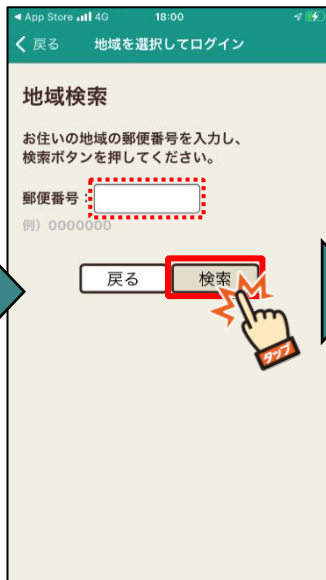 App Store 4G 18:00
戻る 地域を選択してログイン
地域検索
お住いの地域の郵便番号を入力し、
検索ボタンを押してください。
郵便番号：
例）0000000
戻る 検索
タップ